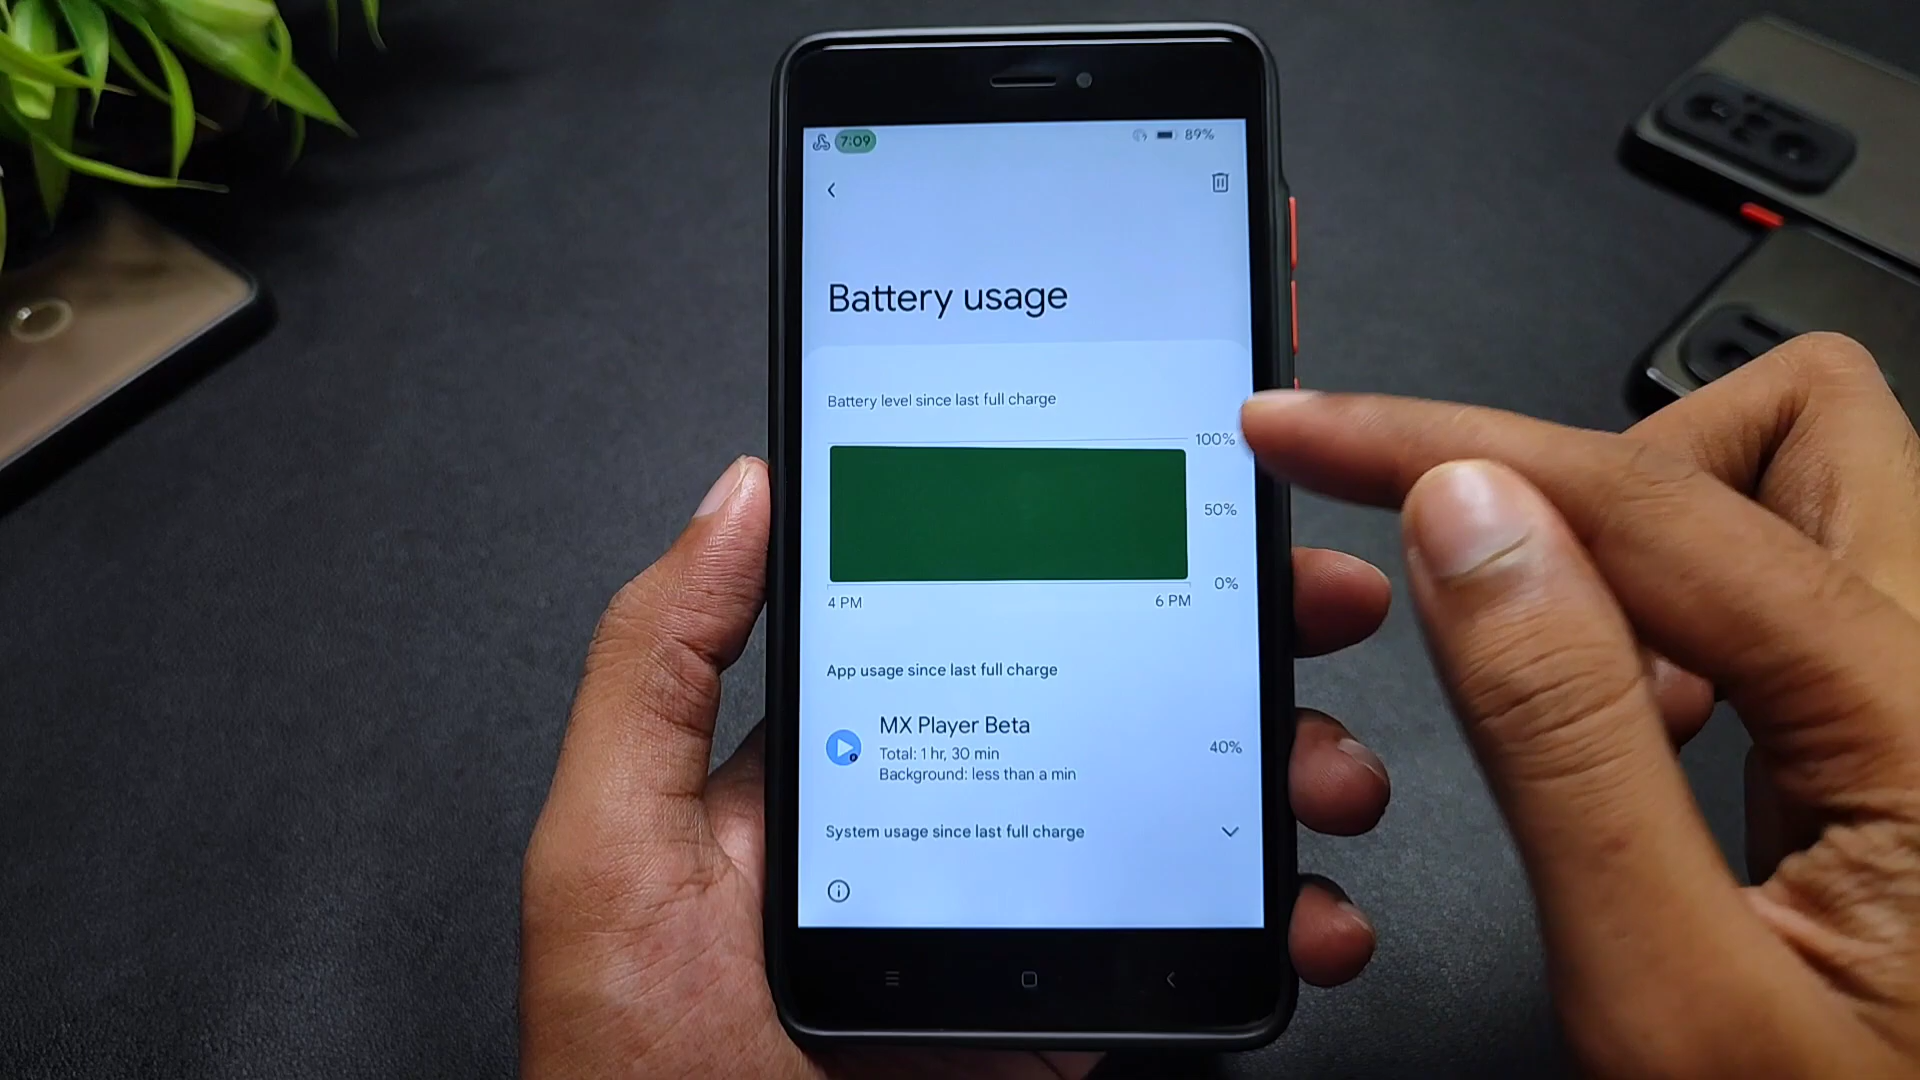 7:09
89%
Battery usage
Battery level since last full charge
100%
50%
0%
4 PM
6 PM
App usage since last full charge
MX Player Beta
Total: 1 hr, 30 min
40%
Background: less than a min
System usage since last full charge